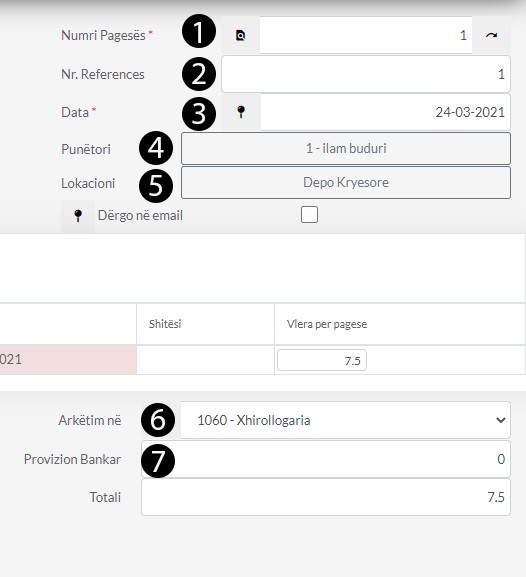 Numri Pagesës * 1 1
Nr. References 2 1
Data * 3 24-03-2021
Punëtori 4 1 - ilam buduri
Lokacioni 5 Depo Kryesore
Dërgo në email
Shitësi Vlera per pagese
021 7.5
Arkëtim në 6 1060 - Xhirollogaria
Provizion Bankar 7 0
Totali 7.5